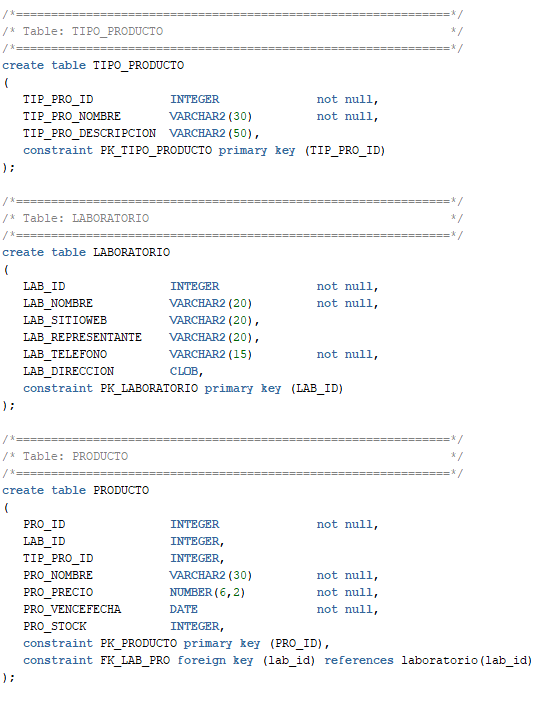 /*==============================================================*/
/* Table: TIPO_PRODUCTO                                         */
/*==============================================================*/
create table TIPO_PRODUCTO
(
   TIP_PRO_ID           INTEGER              not null,
   TIP_PRO_NOMBRE       VARCHAR2(30)         not null,
   TIP_PRO_DESCRIPCION  VARCHAR2(50),
   constraint PK_TIPO_PRODUCTO primary key (TIP_PRO_ID)
);
/*==============================================================*/
/* Table: LABORATORIO                                           */
/*==============================================================*/
create table LABORATORIO
(
   LAB_ID               INTEGER              not null,
   LAB_NOMBRE           VARCHAR2(20)         not null,
   LAB_SITIOWEB         VARCHAR2(20),
   LAB_REPRESENTANTE    VARCHAR2(20),
   LAB_TELEFONO         VARCHAR2(15)         not null,
   LAB_DIRECCION        CLOB,
   constraint PK_LABORATORIO primary key (LAB_ID)
);
/*==============================================================*/
/* Table: PRODUCTO                                              */
/*==============================================================*/
create table PRODUCTO
(
   PRO_ID               INTEGER              not null,
   LAB_ID               INTEGER,
   TIP_PRO_ID           INTEGER,
   PRO_NOMBRE           VARCHAR2(30)         not null,
   PRO_PRECIO           NUMBER(6,2)          not null,
   PRO_VENCEFECHA       DATE                 not null,
   PRO_STOCK            INTEGER,
   constraint PK_PRODUCTO primary key (PRO_ID),
   constraint FK_LAB_PRO foreign key (lab_id) references laboratorio(lab_id)
);